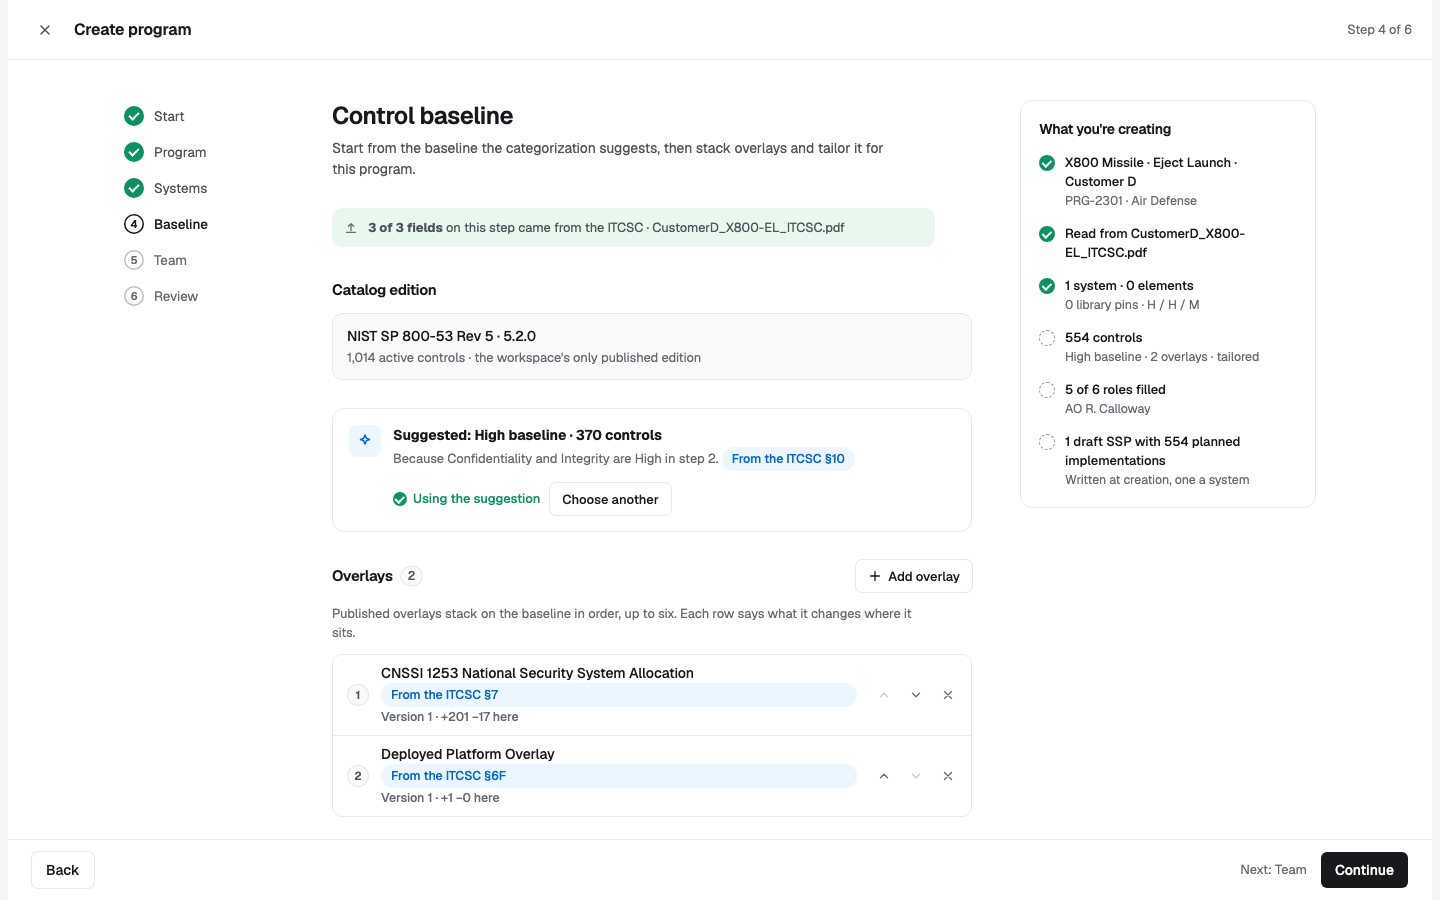 Create program
Step 4 of 6
Start
Program
Systems
4 Baseline
5 Team
6 Review
Control baseline
Start from the baseline the categorization suggests, then stack overlays and tailor it for
this program.
3 of 3 fields on this step came from the ITCSC · CustomerD_X800-EL_ITCSC.pdf
Catalog edition
NIST SP 800-53 Rev 5 · 5.2.0
1,014 active controls · the workspace's only published edition
Suggested: High baseline · 370 controls
Because Confidentiality and Integrity are High in step 2. From the ITCSC §10
Using the suggestion
Choose another
Overlays 2
Add overlay
Published overlays stack on the baseline in order, up to six. Each row says what it changes where it
sits.
1
CNSSI 1253 National Security System Allocation
From the ITCSC §7
Version 1 · +201 −17 here
2
Deployed Platform Overlay
From the ITCSC §6F
Version 1 · +1 −0 here
What you're creating
X800 Missile · Eject Launch ·
Customer D
PRG-2301 · Air Defense
Read from CustomerD_X800-
EL_ITCSC.pdf
1 system · 0 elements
0 library pins · H / H / M
554 controls
High baseline · 2 overlays · tailored
5 of 6 roles filled
AO R. Calloway
1 draft SSP with 554 planned
implementations
Written at creation, one a system
Back
Next: Team
Continue